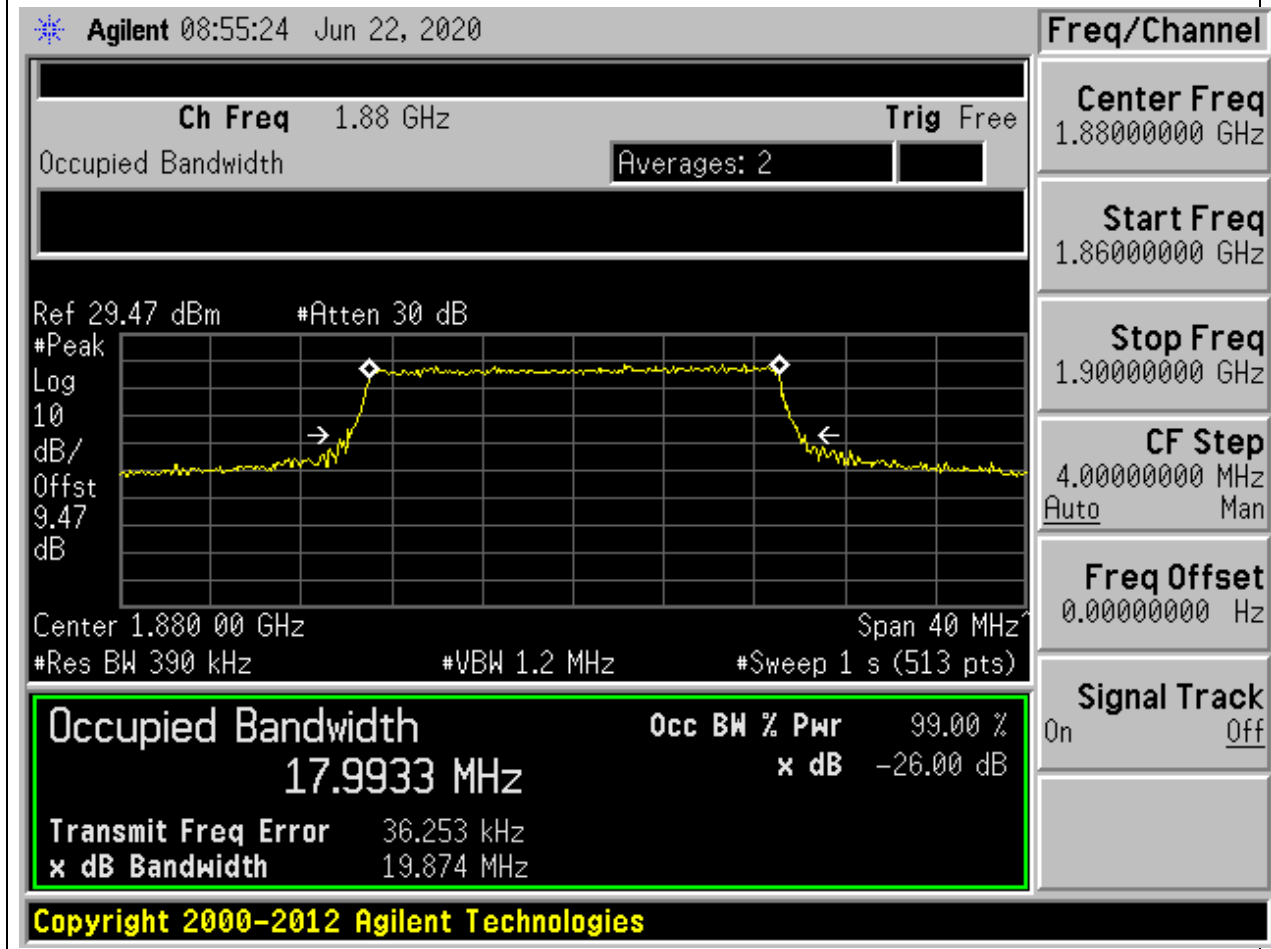 Agilent 08:55:24 Jun 22, 2020
Freq/Channel
Ch Freq 1.88 GHz Trig Free
Occupied Bandwidth Averages: 2
Ref 29.47 dBm #Atten 30 dB
#Peak
Log
10
dB/
Offst
9.47
dB
Center 1.880 00 GHz Span 40 MHz^
#Res BW 390 kHz #VBW 1.2 MHz #Sweep 1 s (513 pts)
Occupied Bandwidth Occ BW % Pwr 99.00 %
17.9933 MHz x dB -26.00 dB
Transmit Freq Error 36.253 kHz
x dB Bandwidth 19.874 MHz
Center Freq
1.88000000 GHz
Start Freq
1.86000000 GHz
Stop Freq
1.90000000 GHz
CF Step
4.00000000 MHz
Auto Man
Freq Offset
0.00000000 Hz
Signal Track
On Off
Copyright 2000-2012 Agilent Technologies